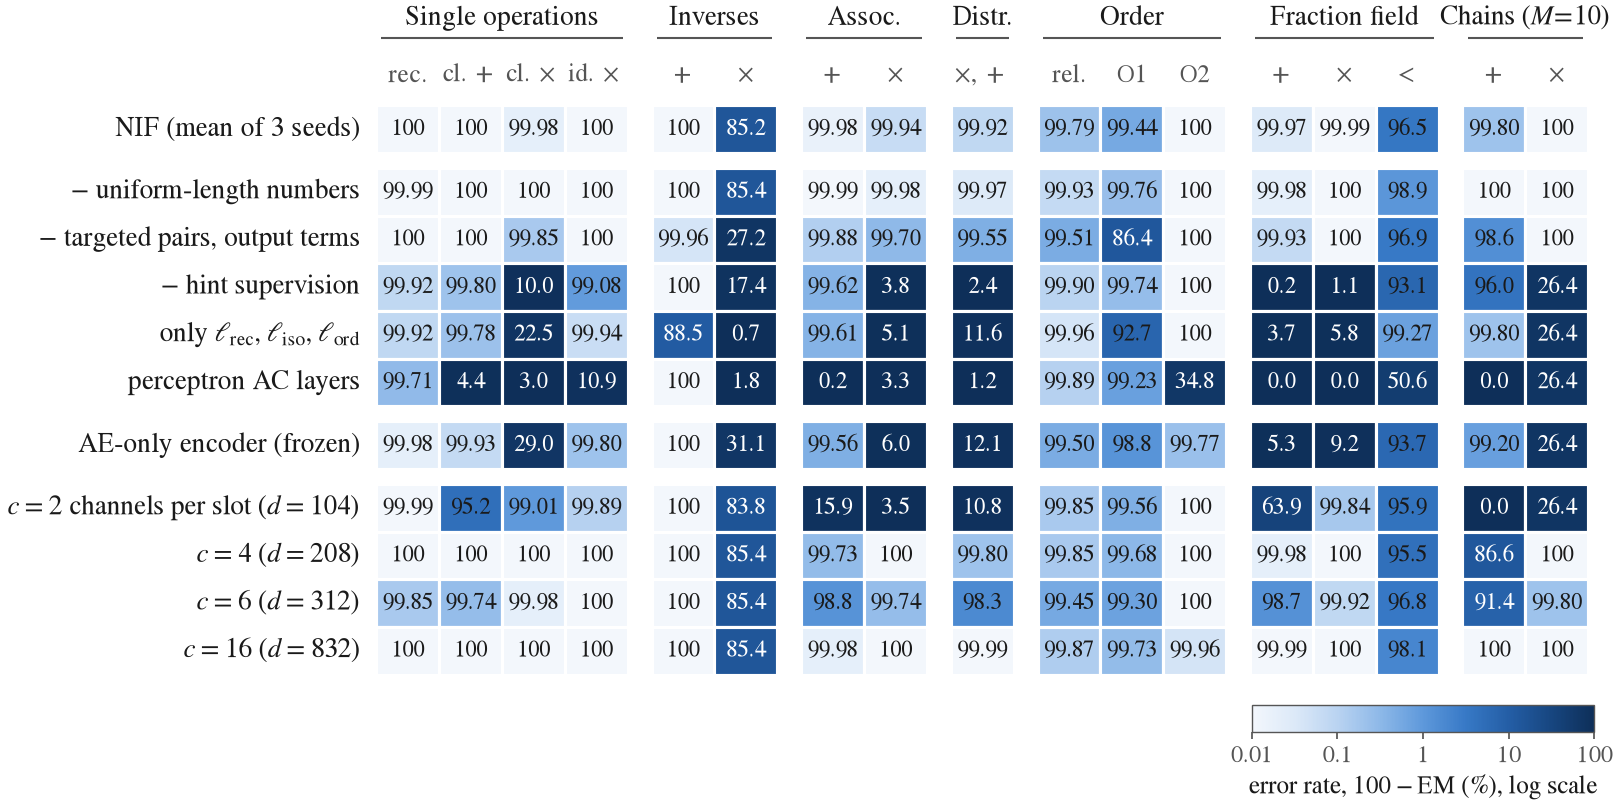 Single operations Inverses Assoc. Distr. Order Fraction field Chains (M=10)
rec. cl. + cl. × id. × + × + × ×, + rel. O1 O2 + × < + ×
NIF (mean of 3 seeds) 100 100 99.98 100 100 85.2 99.98 99.94 99.92 99.79 99.44 100 99.97 99.99 96.5 99.80 100
− uniform-length numbers 99.99 100 100 100 100 85.4 99.99 99.98 99.97 99.93 99.76 100 99.98 100 98.9 100 100
− targeted pairs, output terms 100 100 99.85 100 99.96 27.2 99.88 99.70 99.55 99.51 86.4 100 99.93 100 96.9 98.6 100
− hint supervision 99.92 99.80 10.0 99.08 100 17.4 99.62 3.8 2.4 99.90 99.74 100 0.2 1.1 93.1 96.0 26.4
only ℓrec, ℓiso, ℓord 99.92 99.78 22.5 99.94 88.5 0.7 99.61 5.1 11.6 99.96 92.7 100 3.7 5.8 99.27 99.80 26.4
perceptron AC layers 99.71 4.4 3.0 10.9 100 1.8 0.2 3.3 1.2 99.89 99.23 34.8 0.0 0.0 50.6 0.0 26.4
AE-only encoder (frozen) 99.98 99.93 29.0 99.80 100 31.1 99.56 6.0 12.1 99.50 98.8 99.77 5.3 9.2 93.7 99.20 26.4
c = 2 channels per slot (d = 104) 99.99 95.2 99.01 99.89 100 83.8 15.9 3.5 10.8 99.85 99.56 100 63.9 99.84 95.9 0.0 26.4
c = 4 (d = 208) 100 100 100 100 100 85.4 99.73 100 99.80 99.85 99.68 100 99.98 100 95.5 86.6 100
c = 6 (d = 312) 99.85 99.74 99.98 100 100 85.4 98.8 99.74 98.3 99.45 99.30 100 98.7 99.92 96.8 91.4 99.80
c = 16 (d = 832) 100 100 100 100 100 85.4 99.98 100 99.99 99.87 99.73 99.96 99.99 100 98.1 100 100
0.01 0.1 1 10 100
error rate, 100 − EM (%), log scale